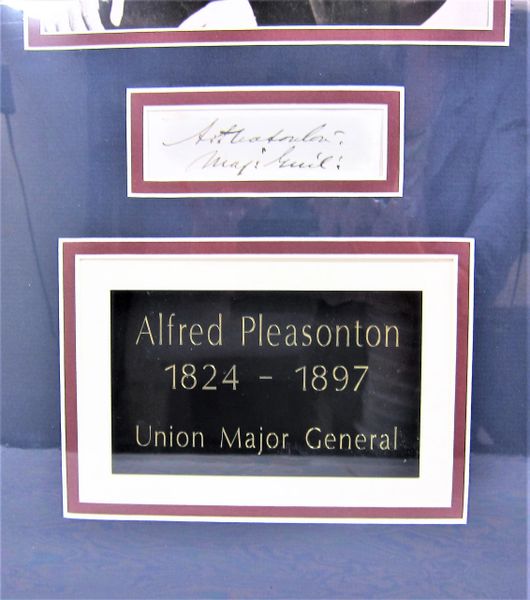 A. Pleasonton.
Maj: Genl:
Alfred Pleasonton
1824 - 1897
Union Major General